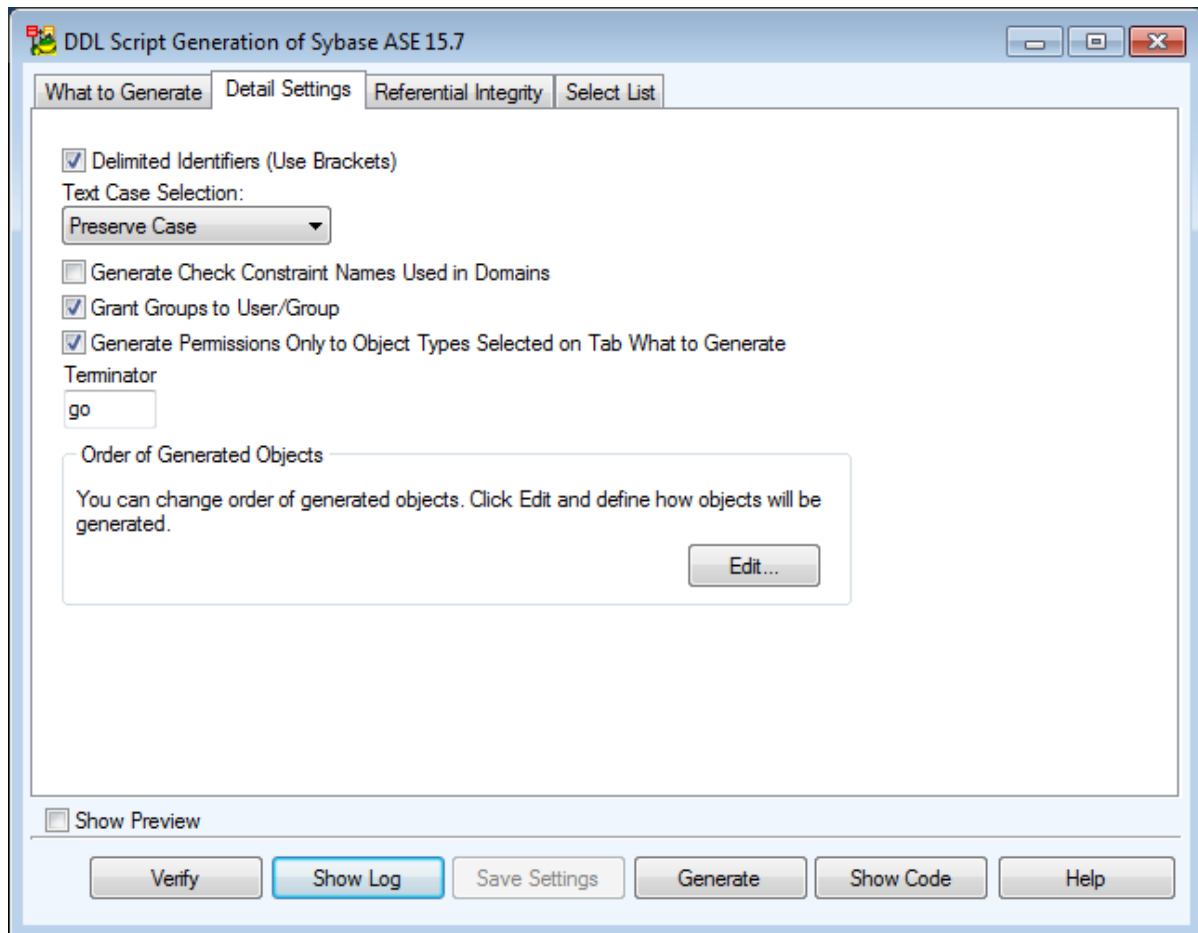 DDL Script Generation of Sybase ASE 15.7
What to Generate Detail Settings Referential Integrity Select List
Delimited Identifiers (Use Brackets)
Text Case Selection:
Preserve Case
Generate Check Constraint Names Used in Domains
Grant Groups to User/Group
Generate Permissions Only to Object Types Selected on Tab What to Generate
Terminator
go
Order of Generated Objects
You can change order of generated objects. Click Edit and define how objects will be
generated.
Edit...
Show Preview
Verify Show Log Save Settings Generate Show Code Help